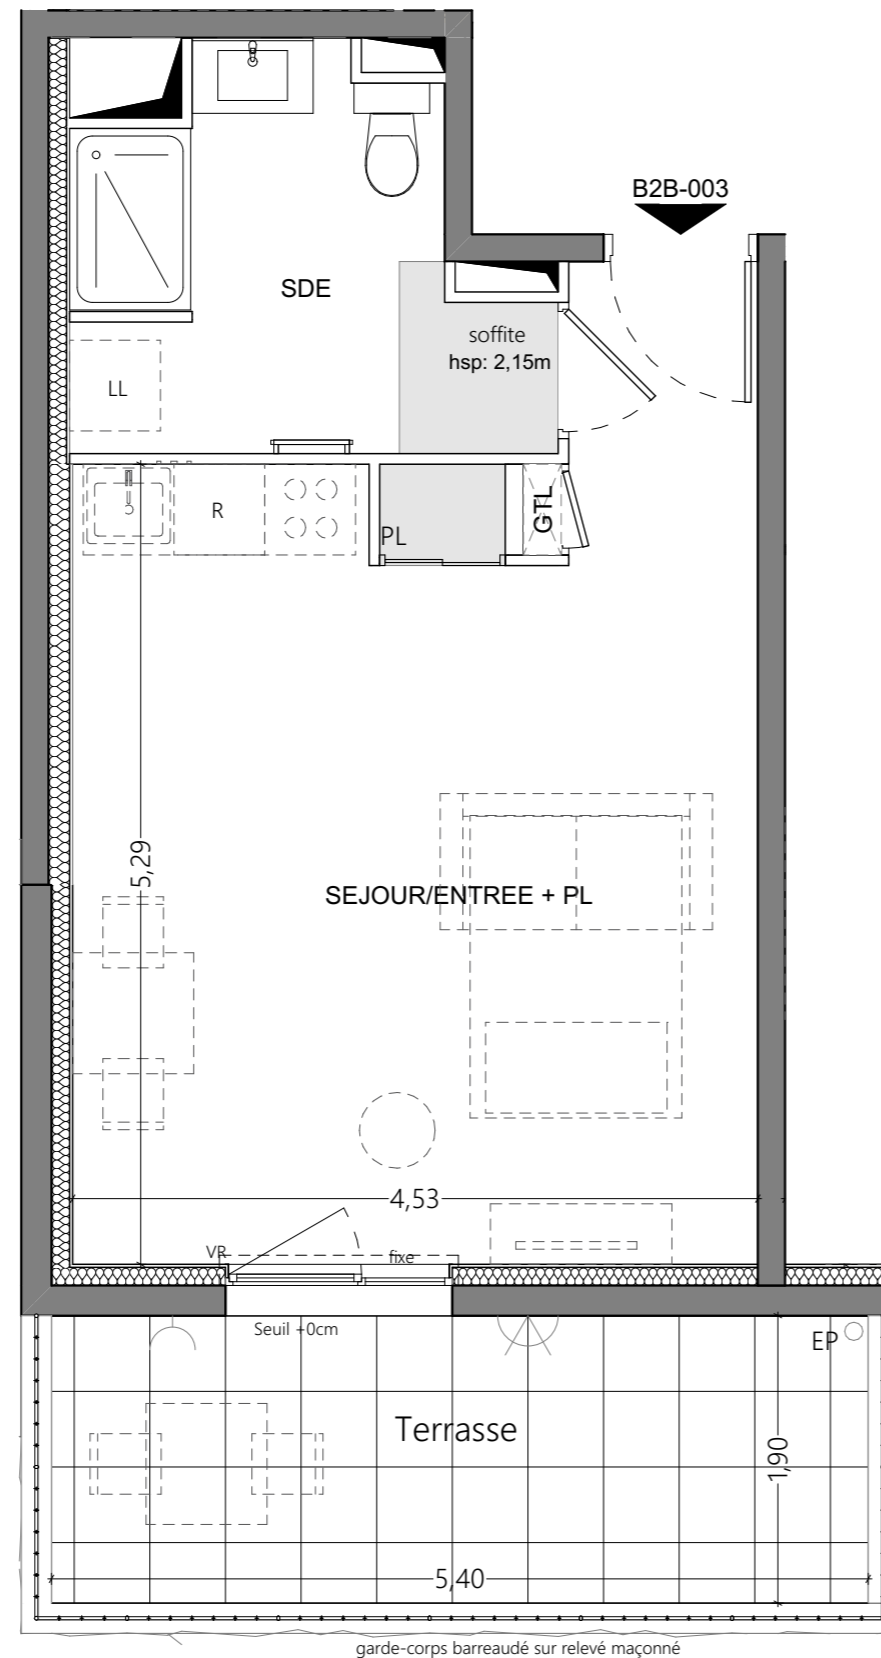 B2B-003
SDE
soffite
hsp: 2,15m
LL
R
PL
GTL
5,29
SEJOUR/ENTREE + PL
4,53
VR
fixe
Seuil +0cm
EP
Terrasse
1,90
5,40
garde-corps barreaudé sur relevé maçonné